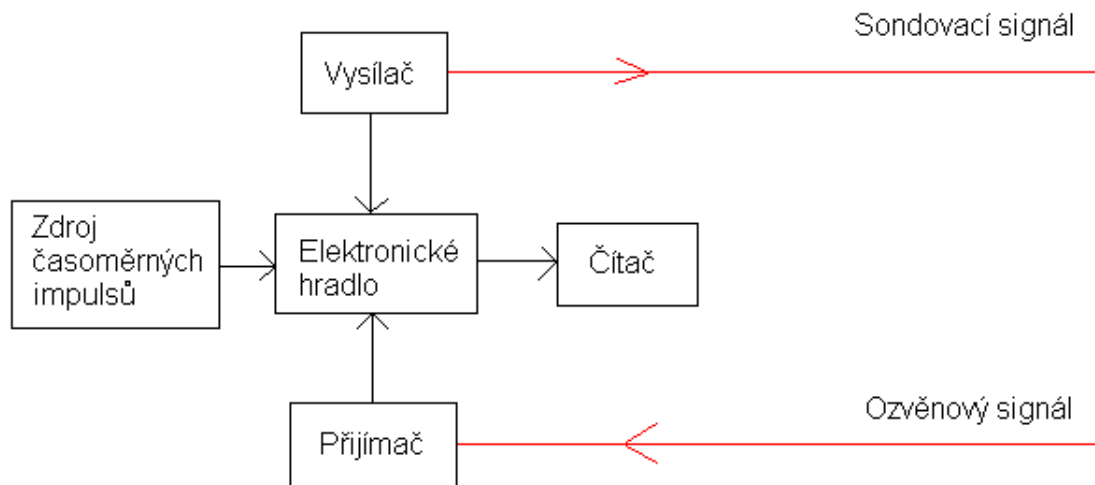 Sondovací signál
Vysílač
Zdroj
časoměrných
impulsů
Elektronické
hradlo
Čítač
Ozvěnový signál
Přijímač